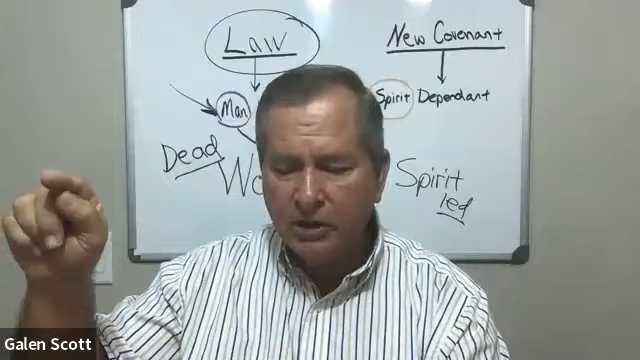 Law
New Covenant
Man
Spirit Dependant
Dead
Spirit
led
Galen Scott